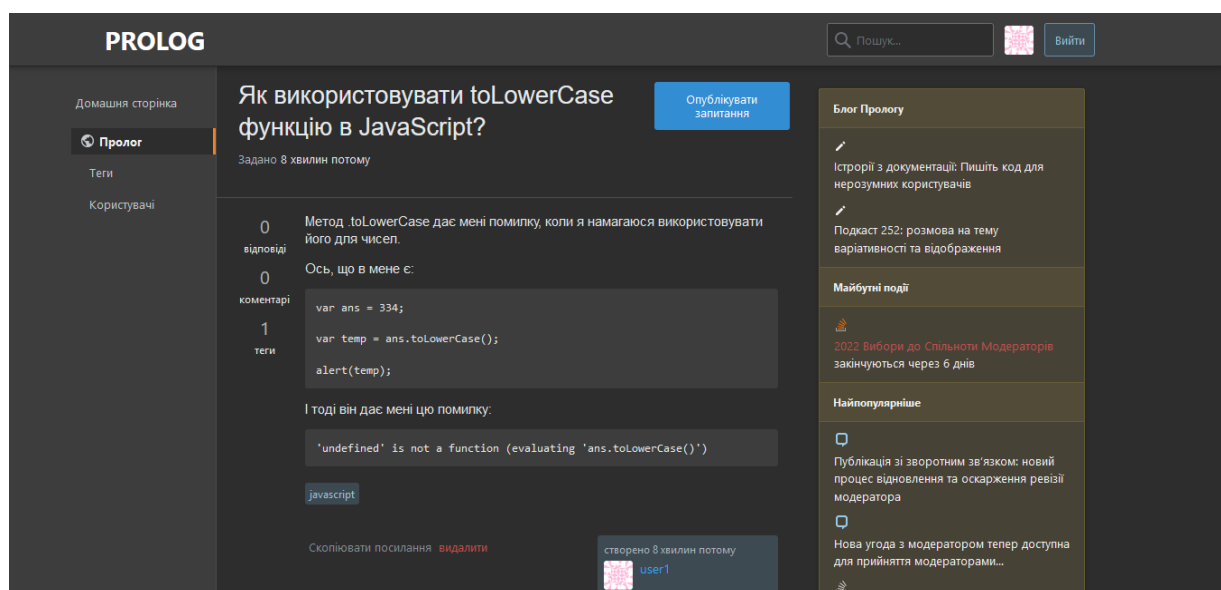 PROLOG
Пошук...
Вийти
Домашня сторінка
Пролог
Теги
Користувачі
Як використовувати toLowerCase
функцію в JavaScript?
Опублікувати
запитання
Задано 8 хвилин потому
0
відповіді
0
коментарі
1
теги
Метод .toLowerCase дає мені помилку, коли я намагаюся використовувати
його для чисел.
Ось, що в мене є:
var ans = 334;
var temp = ans.toLowerCase();
alert(temp);
І тоді він дає мені цю помилку:
'undefined' is not a function (evaluating 'ans.toLowerCase()')
javascript
Скопіювати посилання видалити
створено 8 хвилин потому
user1
Блог Прологу
Істрорії з документації: Пишіть код для
нерозумних користувачів
Подкаст 252: розмова на тему
варіативності та відображення
Майбутні події
2022 Вибори до Спільноти Модераторів
закінчуються через 6 днів
Найпопулярніше
Публікація зі зворотним зв'язком: новий
процес відновлення та оскарження ревізії
модератора
Нова угода з модератором тепер доступна
для прийняття модераторами...